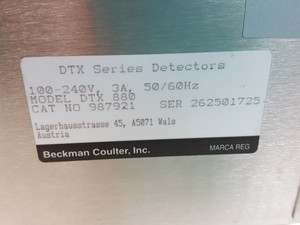 DTX Series Detectors
100-240V, 3A, 50/60Hz
MODEL DTX 880
CAT NO 987921 SER 262501725
Lagerhausstrasse 45, A5071 Wals
Austria
Beckman Coulter, Inc. MARCA REG